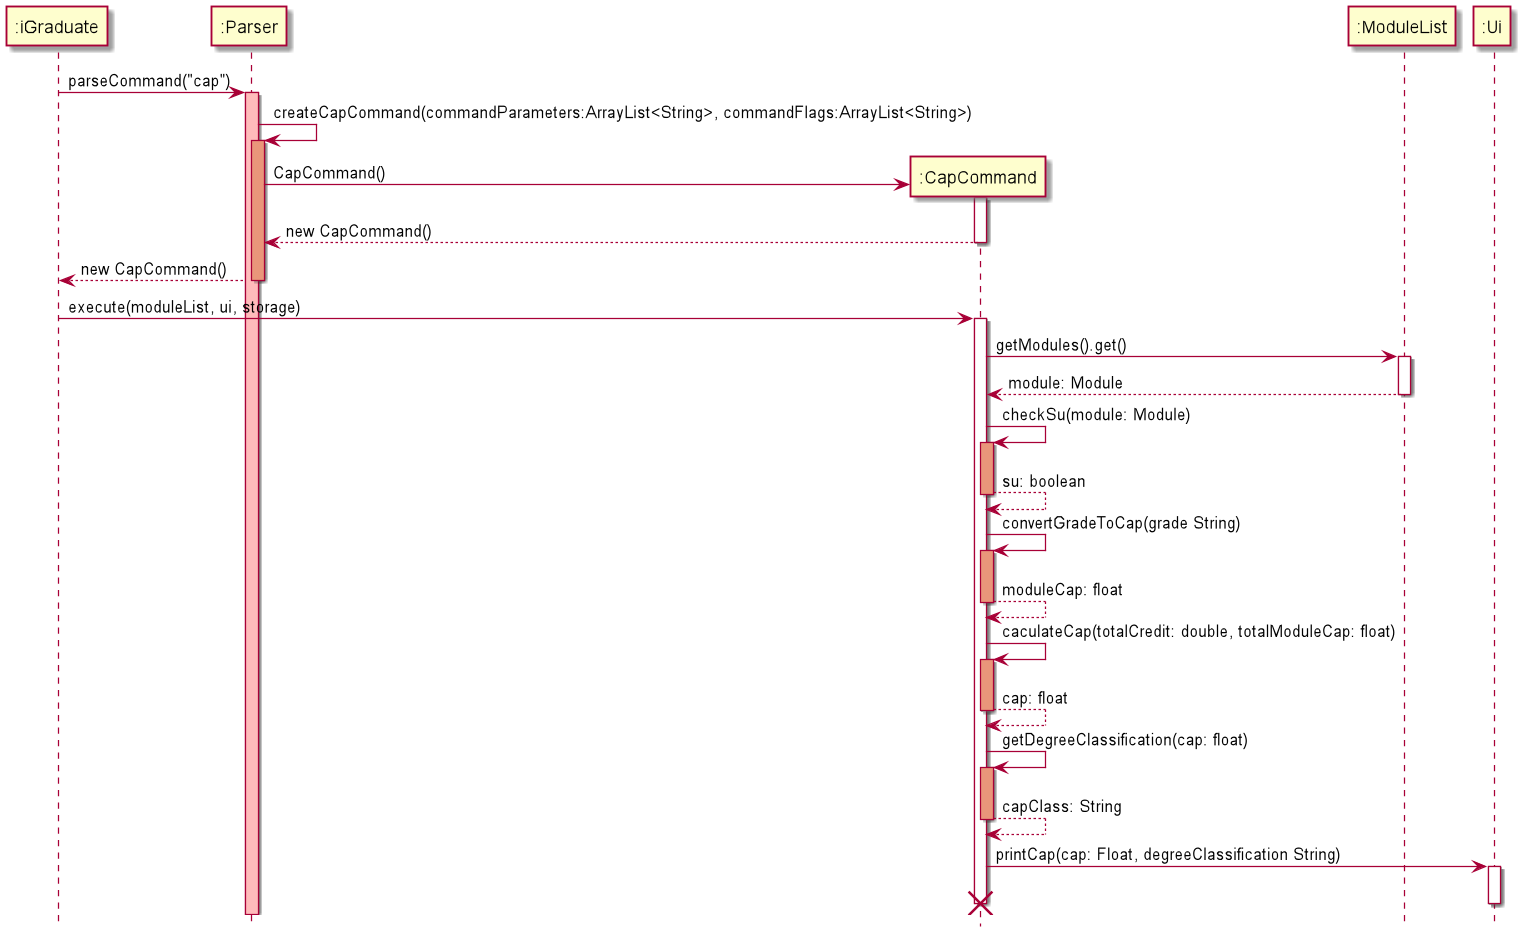 :iGraduate
:Parser
:ModuleList
:Ui
parseCommand("cap")
createCapCommand(commandParameters:ArrayList<String>, commandFlags:ArrayList<String>)
CapCommand()
:CapCommand
new CapCommand()
new CapCommand()
execute(moduleList, ui, storage)
getModules().get()
module: Module
checkSu(module: Module)
su: boolean
convertGradeToCap(grade String)
moduleCap: float
caculateCap(totalCredit: double, totalModuleCap: float)
cap: float
getDegreeClassification(cap: float)
capClass: String
printCap(cap: Float, degreeClassification String)